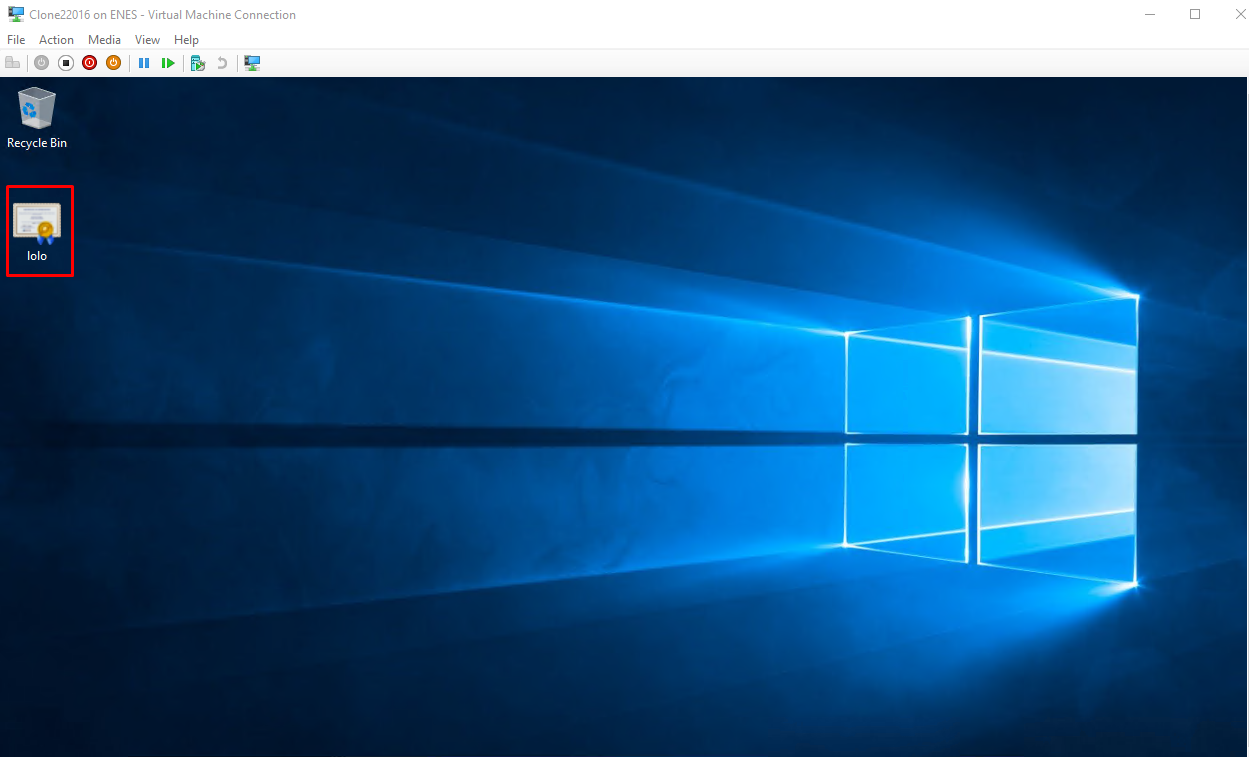 Clone22016 on ENES - Virtual Machine Connection
File Action Media View Help
Recycle Bin
lolo